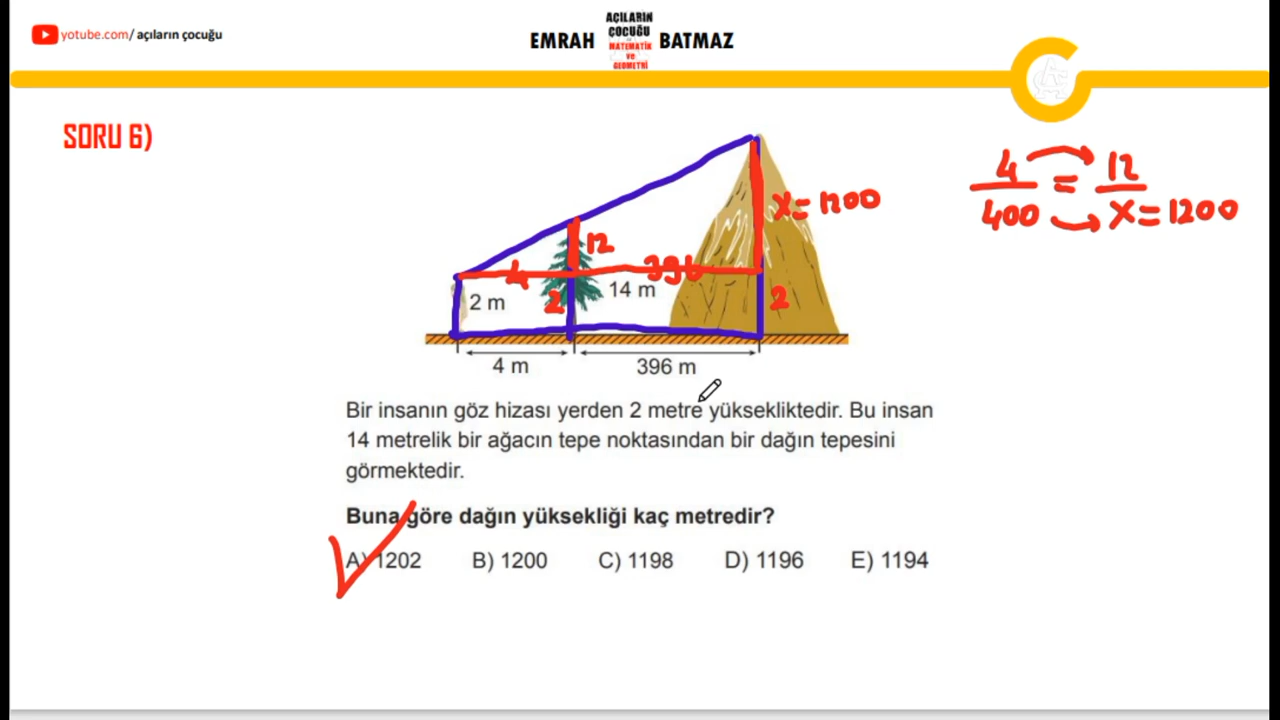 yotube.com/ açıların çocuğu
EMRAH
AÇILARIN
ÇOCUĞU
MATEMATİK
ve
GEOMETRİ
BATMAZ
SORU 6)
4 = 12
400 X = 1200
X = 1200
12
4
396
2 m
2
14 m
2
4 m
396 m
Bir insanın göz hizası yerden 2 metre yüksekliktedir. Bu insan
14 metrelik bir ağacın tepe noktasından bir dağın tepesini
görmektedir.
Buna göre dağın yüksekliği kaç metredir?
A) 1202 B) 1200 C) 1198 D) 1196 E) 1194